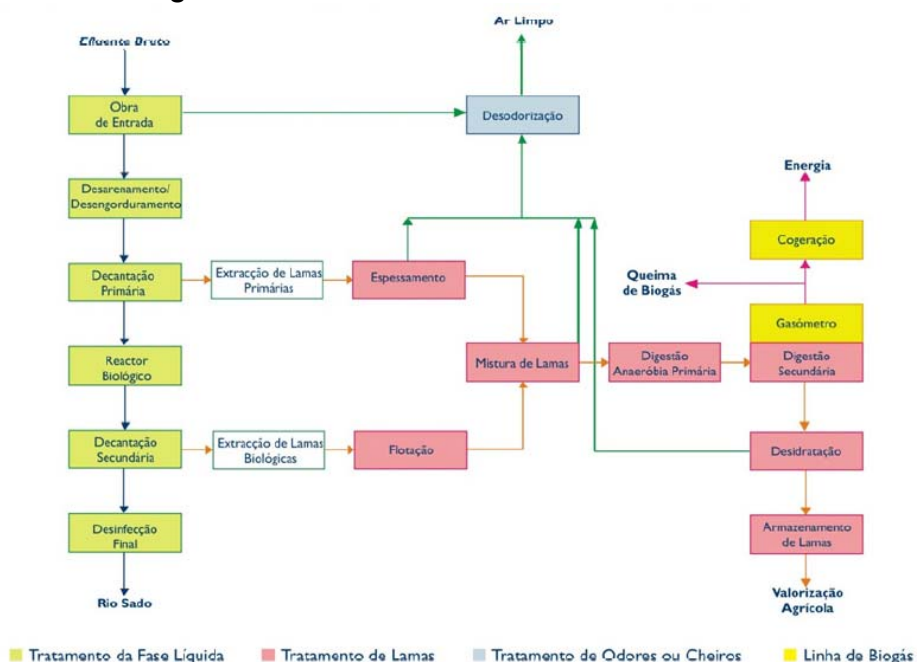 Ar Limpo
Efluente Bruto
Obra
de Entrada
Desodorização
Desarenamento/
Desengorduramento
Energia
Cogeração
Decantação
Primária
Extracção de Lamas
Primárias
Espessamento
Queima
de Biogás
Gasómetro
Reactor
Biológico
Mistura de Lamas
Digestão
Anaeróbia Primária
Digestão
Secundária
Decantação
Secundária
Extracção de Lamas
Biológicas
Flotação
Desidratação
Desinfecção
Final
Armazenamento
de Lamas
Rio Sado
Valorização
Agrícola
Tratamento da Fase Líquida
Tratamento de Lamas
Tratamento de Odores ou Cheiros
Linha de Biogás